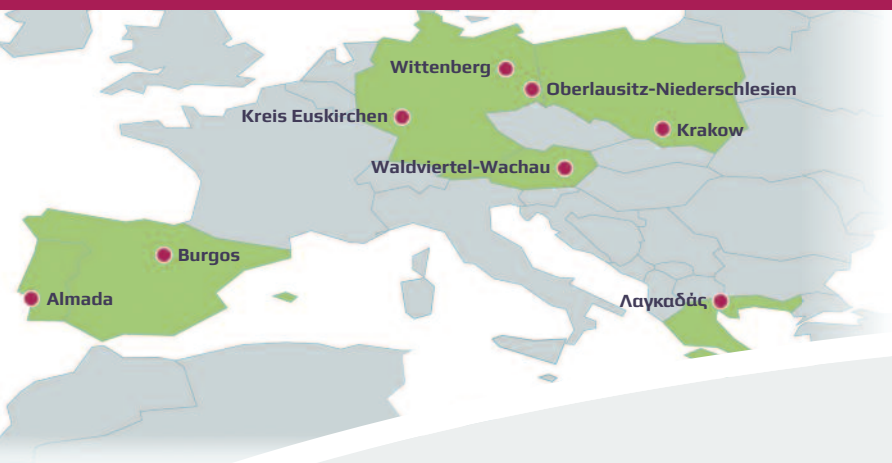 Wittenberg
Oberlausitz-Niederschlesien
Kreis Euskirchen
Krakow
Waldviertel-Wachau
Burgos
Almada
Λαγκαδάς